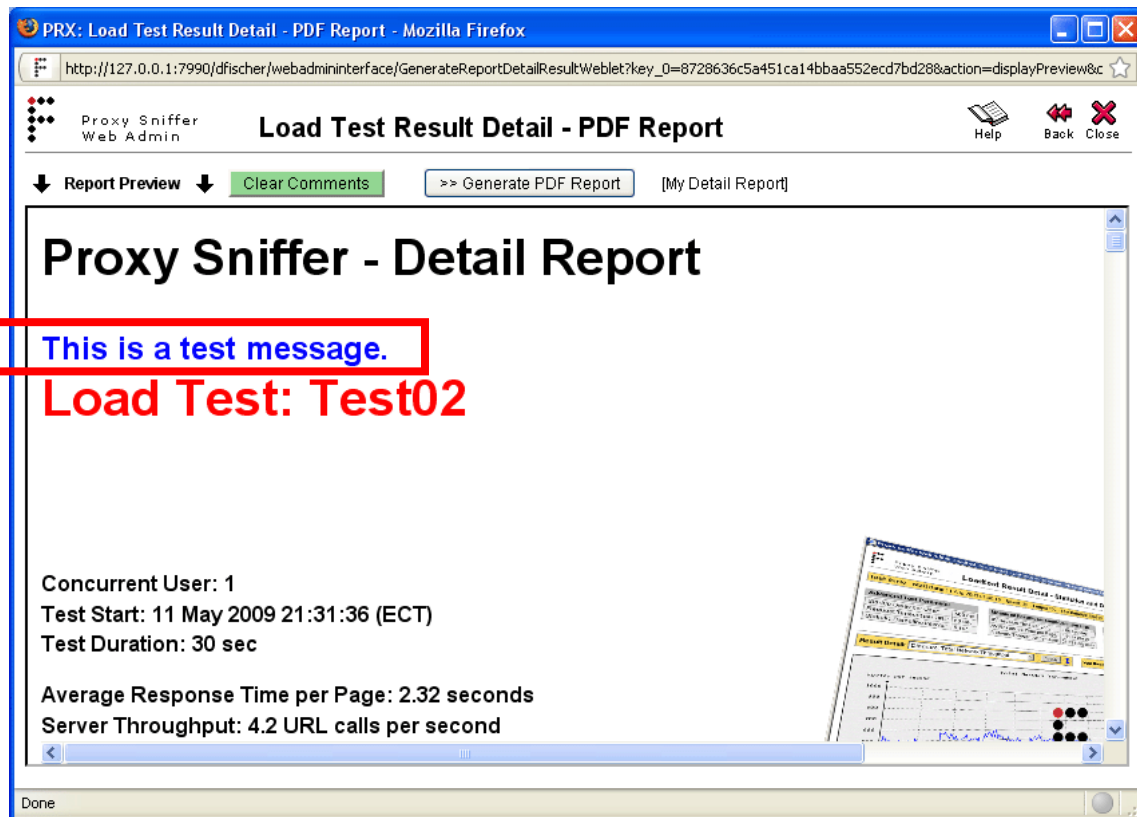 PRX: Load Test Result Detail - PDF Report - Mozilla Firefox
http://127.0.0.1:7990/dfischer/webadmininterface/GenerateReportDetailResultWeblet?key_0=8728636c5a451ca14bbaa552ecd7bd28&action=displayPreview&c
Proxy Sniffer
Web Admin
Load Test Result Detail - PDF Report
Help
Back
Close
Report Preview
Clear Comments
>> Generate PDF Report
[My Detail Report]
Proxy Sniffer - Detail Report
This is a test message.
Load Test: Test02
Concurrent User: 1
Test Start: 11 May 2009 21:31:36 (ECT)
Test Duration: 30 sec
Average Response Time per Page: 2.32 seconds
Server Throughput: 4.2 URL calls per second
Done